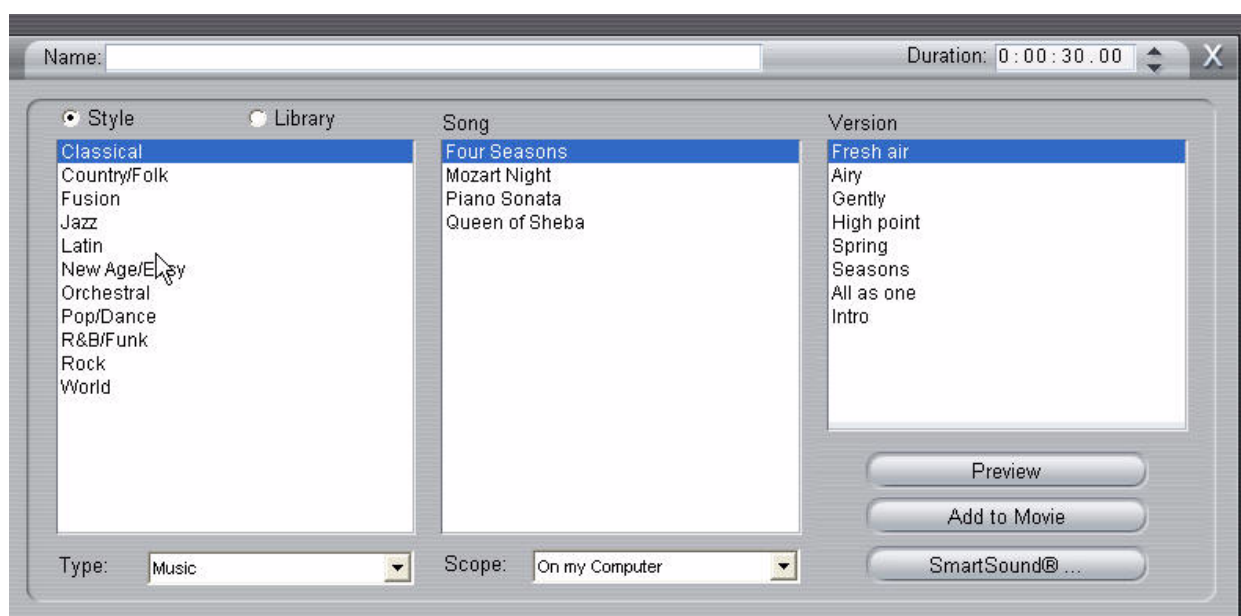 Name:
Duration: 0:00:30.00
X
Style
Library
Classical
Country/Folk
Fusion
Jazz
Latin
New Age/Easy
Orchestral
Pop/Dance
R&B/Funk
Rock
World
Type: Music
Song
Four Seasons
Mozart Night
Piano Sonata
Queen of Sheba
Scope: On my Computer
Version
Fresh air
Airy
Gently
High point
Spring
Seasons
All as one
Intro
Preview
Add to Movie
SmartSound® ...